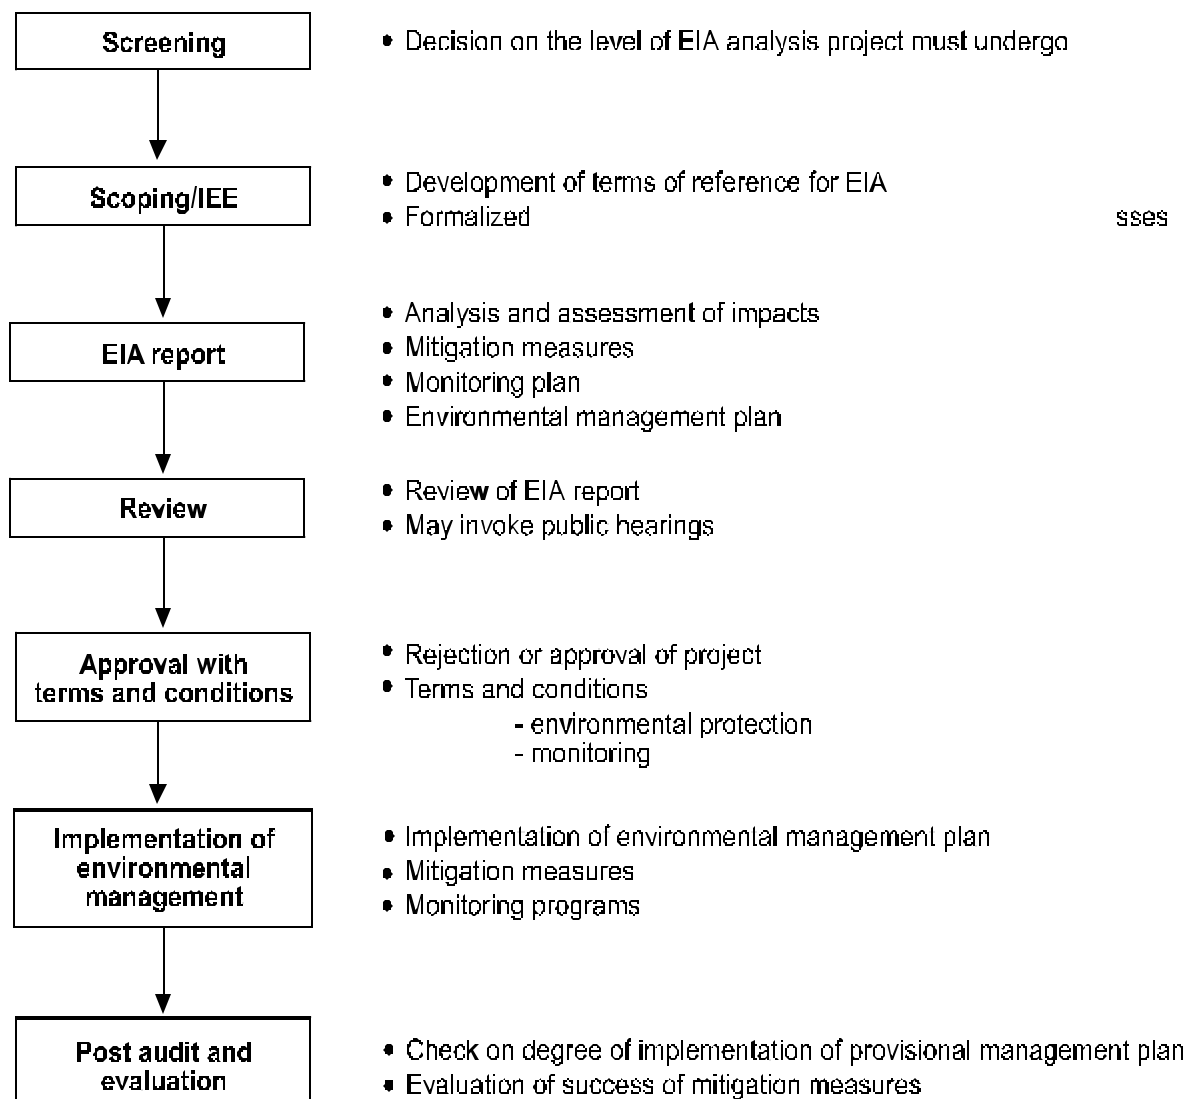 Screening
• Decision on the level of EIA analysis project must undergo
Scoping/IEE
• Development of terms of reference for EIA
• Formalized sses
EIA report
• Analysis and assessment of impacts
• Mitigation measures
• Monitoring plan
• Environmental management plan
Review
• Review of EIA report
• May invoke public hearings
Approval with
terms and conditions
• Rejection or approval of project
• Terms and conditions
- environmental protection
- monitoring
Implementation of
environmental
management
• Implementation of environmental management plan
• Mitigation measures
• Monitoring programs
Post audit and
evaluation
• Check on degree of implementation of provisional management plan
• Evaluation of success of mitigation measures